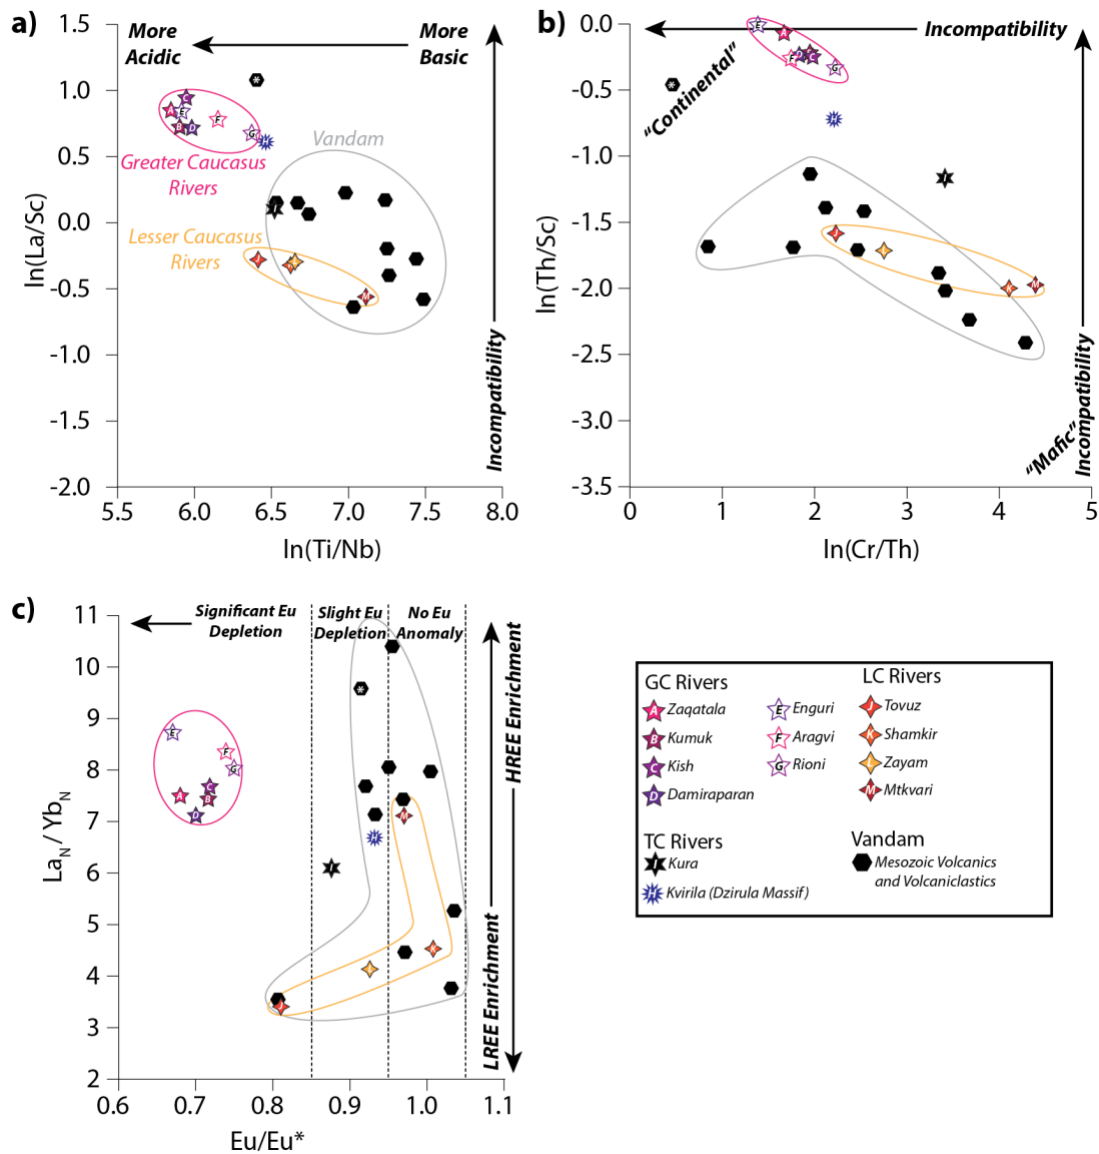 a)
1.5
1.0
0.5
0.0
-0.5
-1.0
-1.5
-2.0
ln(La/Sc)
More
Acidic
More
Basic
*
C
A
E
B
D
F
G
H
Vandam
Greater Caucasus
Rivers
Lesser Caucasus
Rivers
I
J
K
L
M
Incompatibility
5.5
6.0
6.5
7.0
7.5
8.0
ln(Ti/Nb)
b)
0.0
-0.5
-1.0
-1.5
-2.0
-2.5
-3.0
-3.5
ln(Th/Sc)
Incompatibility
E
A
F
D
B
C
G
*
"Continental"
H
I
J
L
K
M
"Mafic"
Incompatibility
0
1
2
3
4
5
ln(Cr/Th)
c)
11
10
9
8
7
6
5
4
3
2
LaN / YbN
Significant Eu
Depletion
Slight Eu
Depletion
No Eu
Anomaly
*
E
F
G
C
A
B
D
M
H
I
K
L
J
HREE Enrichment
LREE Enrichment
0.6
0.7
0.8
0.9
1.0
1.1
Eu/Eu*
GC Rivers
A Zaqatala
B Kumuk
C Kish
D Damiraparan
E Enguri
F Aragvi
G Rioni
LC Rivers
J Tovuz
K Shamkir
L Zayam
M Mtkvari
TC Rivers
I Kura
H Kvirila (Dzirula Massif)
Vandam
Mesozoic Volcanics
and Volcaniclastics